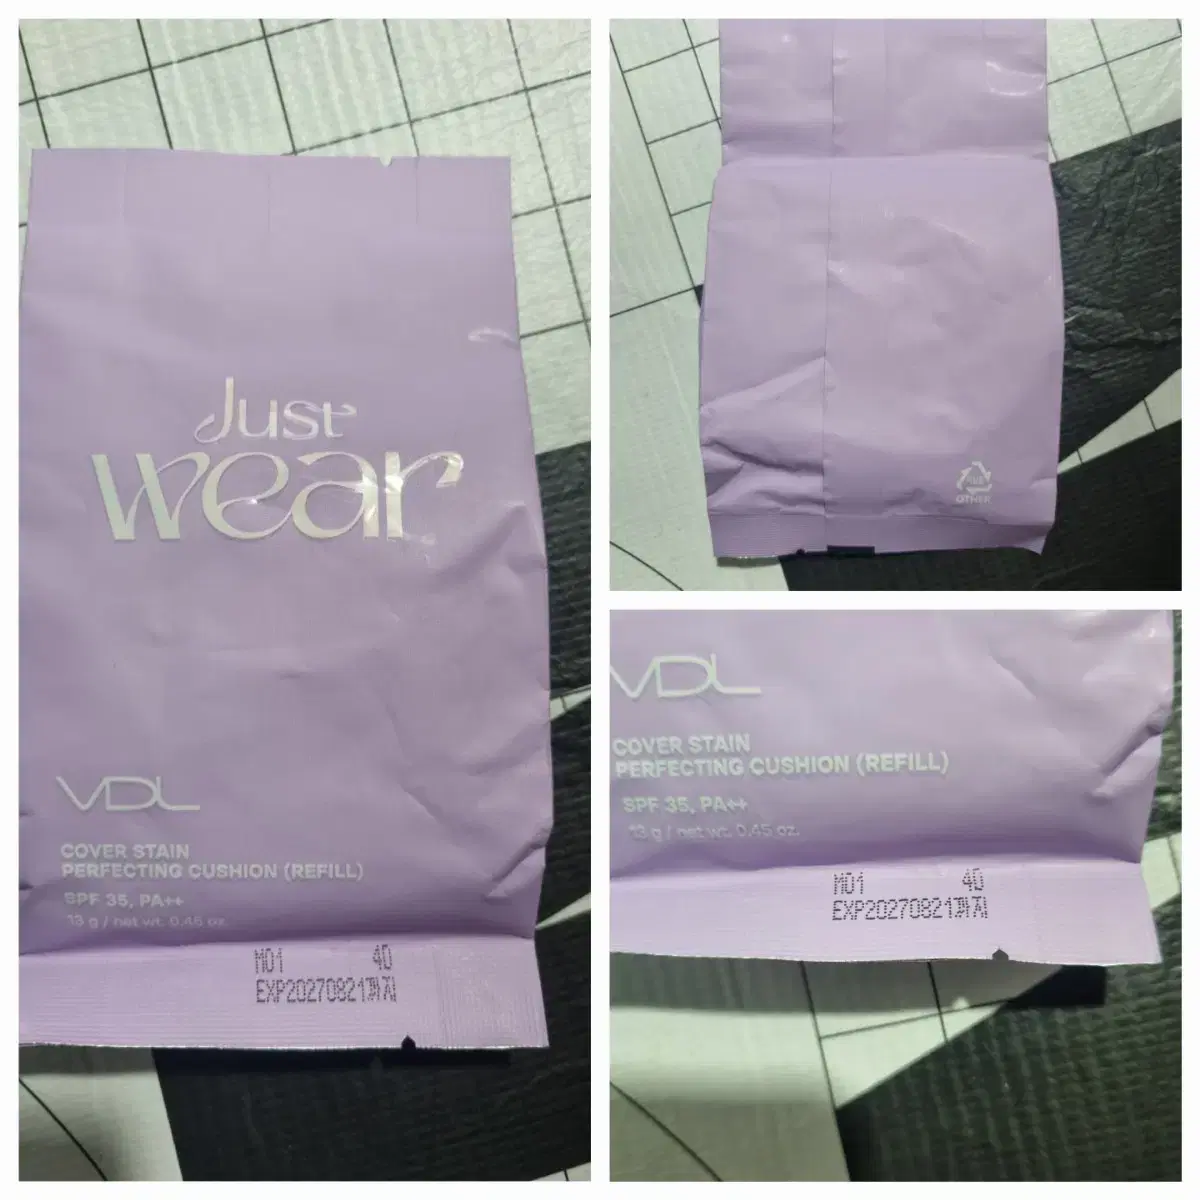 Just
wear
VDL
COVER STAIN
PERFECTING CUSHION (REFILL)
SPF 35, PA++
13 g / net wt. 0.45 oz.
M01 40
EXP20270821까지
OTHER
VDL
COVER STAIN
PERFECTING CUSHION (REFILL)
SPF 35, PA++
13 g / net wt. 0.45 oz.
M01 40
EXP20270821까지